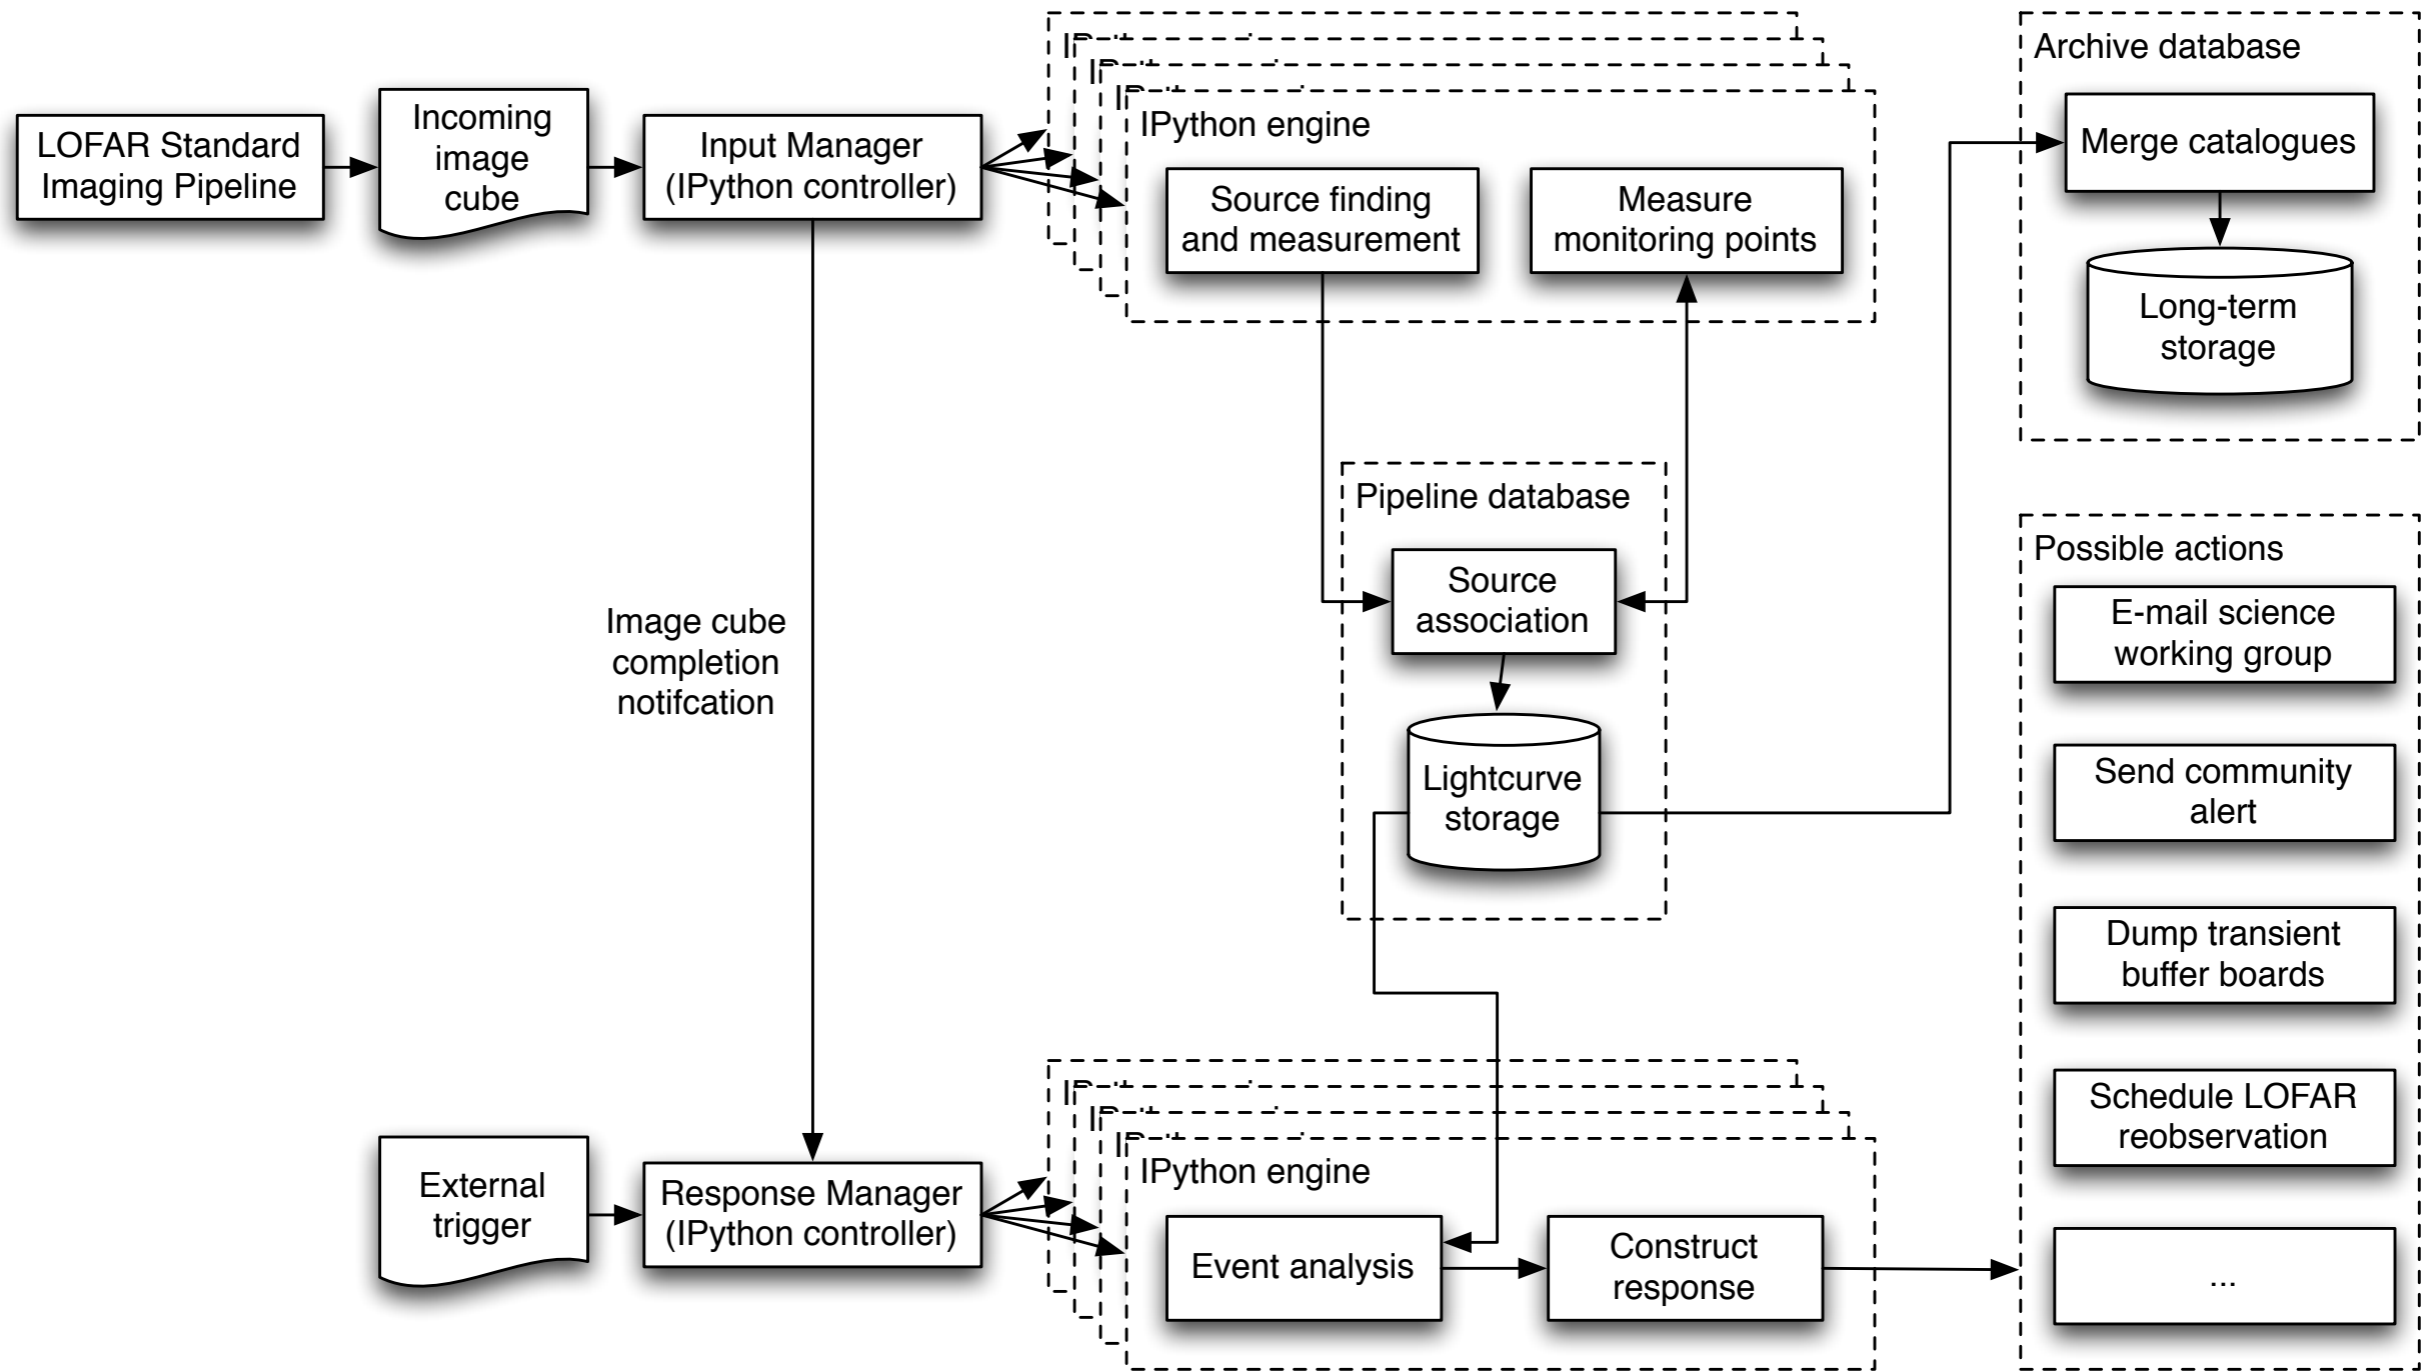 LOFAR Standard
Imaging Pipeline
Incoming
image
cube
Input Manager
(IPython controller)
IPython engine
Source finding
and measurement
Measure
monitoring points
Archive database
Merge catalogues
Long-term
storage
Image cube
completion
notifcation
Pipeline database
Source
association
Lightcurve
storage
Possible actions
E-mail science
working group
Send community
alert
Dump transient
buffer boards
Schedule LOFAR
reobservation
...
External
trigger
Response Manager
(IPython controller)
IPython engine
Event analysis
Construct
response